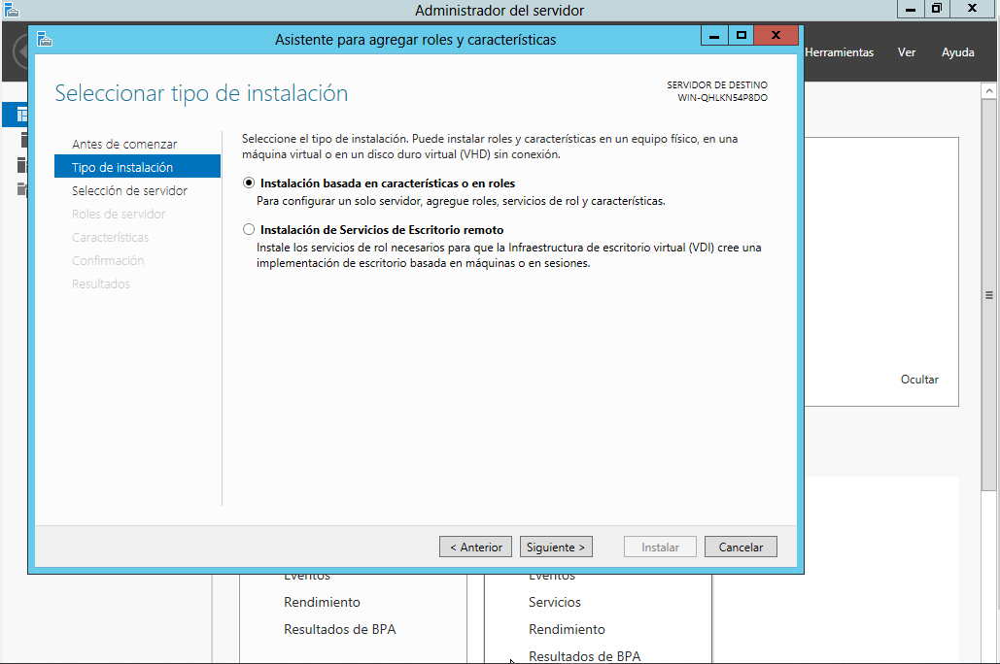 Administrador del servidor
Asistente para agregar roles y características
Herramientas Ver Ayuda
Seleccionar tipo de instalación
SERVIDOR DE DESTINO
WIN-QHLKN54P8DO
Antes de comenzar
Tipo de instalación
Selección de servidor
Roles de servidor
Características
Confirmación
Resultados
Seleccione el tipo de instalación. Puede instalar roles y características en un equipo físico, en una
máquina virtual o en un disco duro virtual (VHD) sin conexión.
Instalación basada en características o en roles
Para configurar un solo servidor, agregue roles, servicios de rol y características.
Instalación de Servicios de Escritorio remoto
Instale los servicios de rol necesarios para que la Infraestructura de escritorio virtual (VDI) cree una
implementación de escritorio basada en máquinas o en sesiones.
Ocultar
< Anterior
Siguiente >
Instalar
Cancelar
Eventos
Rendimiento
Resultados de BPA
Eventos
Servicios
Rendimiento
Resultados de BPA